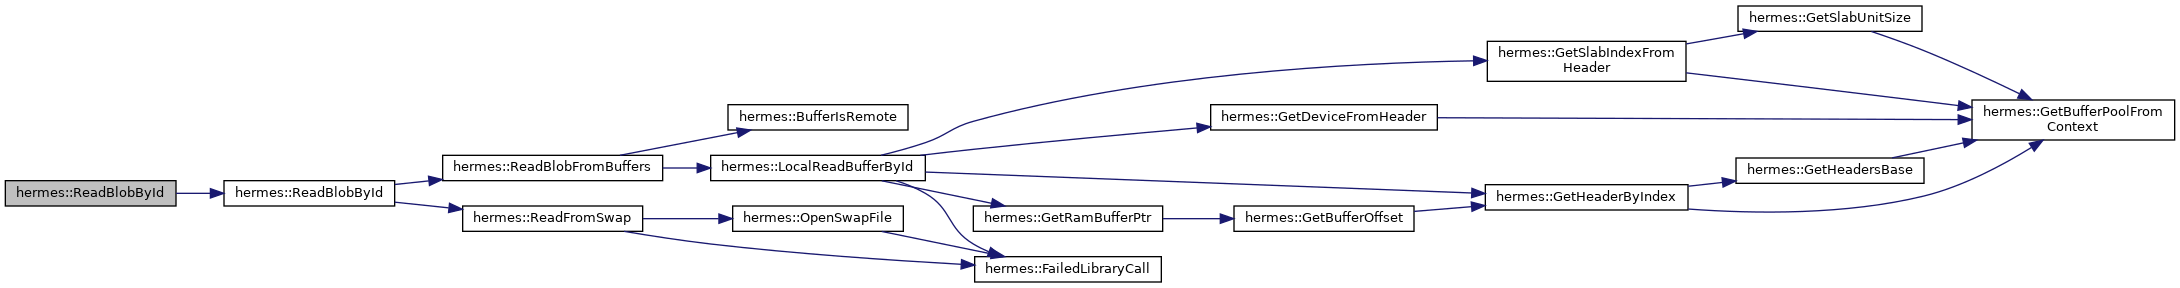 hermes::ReadBlobById
hermes::ReadBlobById
hermes::ReadBlobFromBuffers
hermes::ReadFromSwap
hermes::BufferIsRemote
hermes::LocalReadBufferById
hermes::OpenSwapFile
hermes::GetRamBufferPtr
hermes::FailedLibraryCall
hermes::GetDeviceFromHeader
hermes::GetBufferOffset
hermes::GetSlabIndexFrom
Header
hermes::GetHeaderByIndex
hermes::GetSlabUnitSize
hermes::GetHeadersBase
hermes::GetBufferPoolFrom
Context